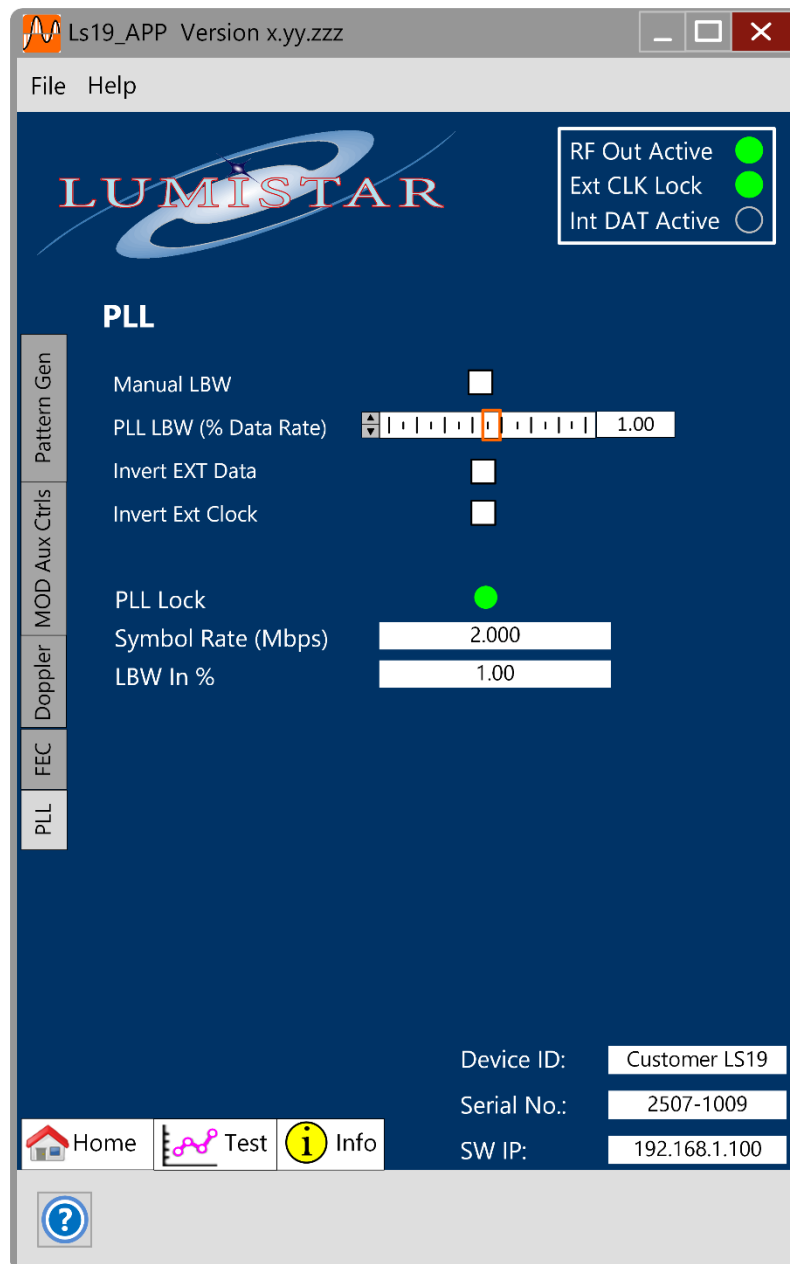 Ls19_APP Version x.yy.zzz
File Help
LUMISTAR
RF Out Active
Ext CLK Lock
Int DAT Active
PLL
Manual LBW
PLL LBW (% Data Rate) 1.00
Invert EXT Data
Invert Ext Clock
PLL Lock
Symbol Rate (Mbps) 2.000
LBW In % 1.00
Pattern Gen
MOD Aux Ctrls
Doppler
FEC
PLL
Device ID: Customer LS19
Serial No.: 2507-1009
SW IP: 192.168.1.100
Home Test i Info
?